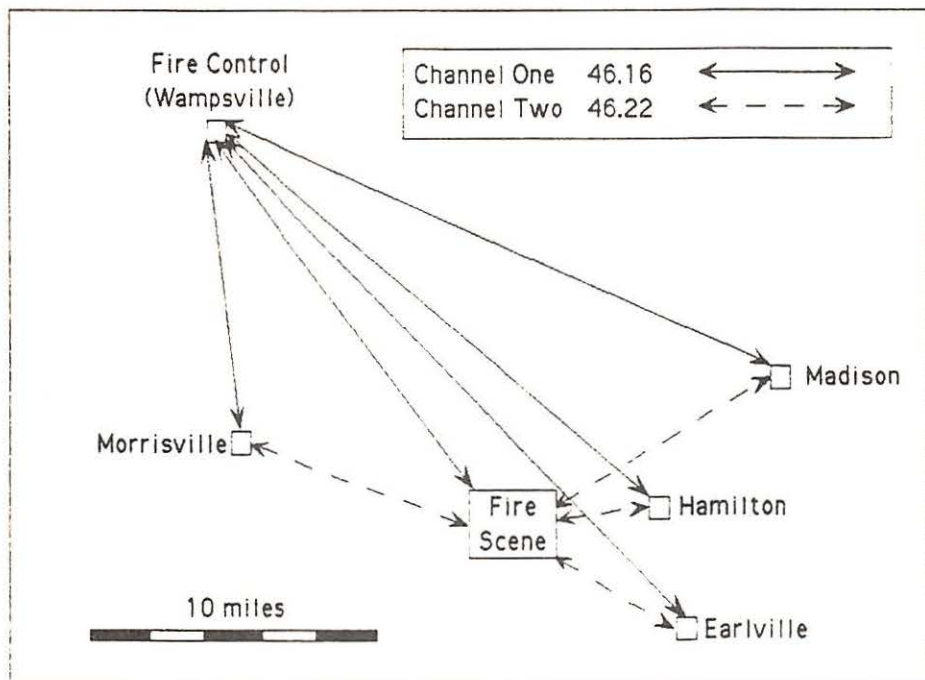 Fire Control
(Wampsville)
Channel One 46.16
Channel Two 46.22
Madison
Morrisville
Fire
Scene
Hamilton
10 miles
Earlville